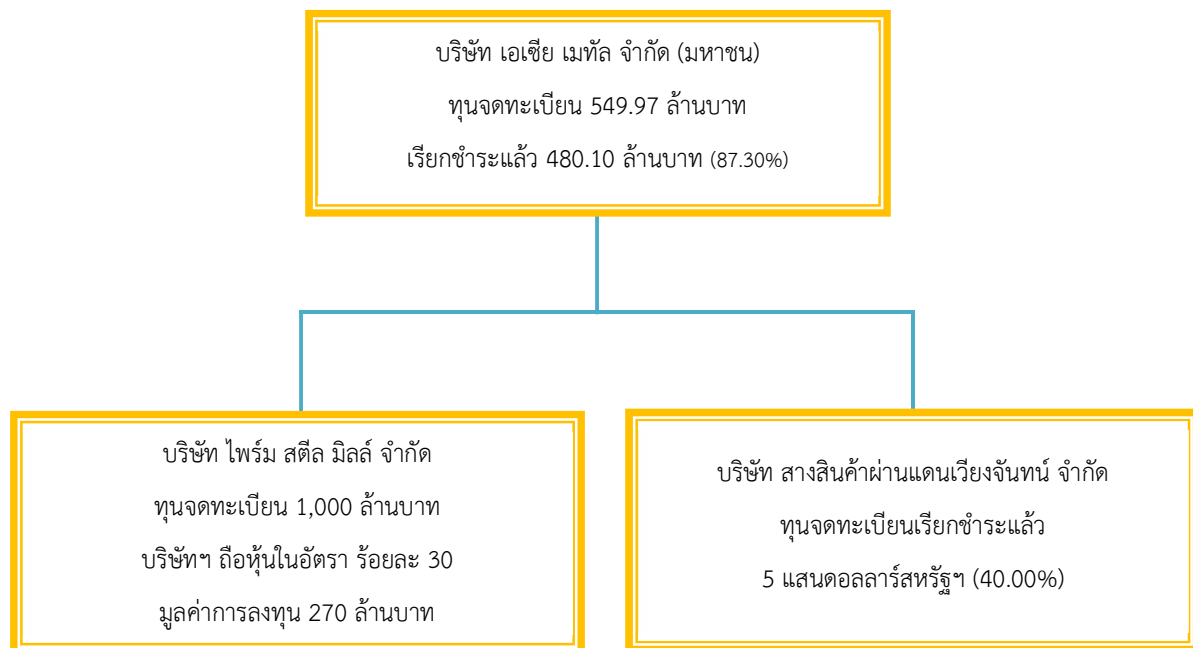 บริษัท เอเซีย เมทัล จำกัด (มหาชน)
ทุนจดทะเบียน 549.97 ล้านบาท
เรียกชำระแล้ว 480.10 ล้านบาท (87.30%)
บริษัท ไพร์ม สตีล มิลล์ จำกัด
ทุนจดทะเบียน 1,000 ล้านบาท
บริษัทฯ ถือหุ้นในอัตรา ร้อยละ 30
มูลค่าการลงทุน 270 ล้านบาท
บริษัท สางสินค้าผ่านแดนเวียงจันทน์ จำกัด
ทุนจดทะเบียนเรียกชำระแล้ว
5 แสนดอลลาร์สหรัฐฯ (40.00%)